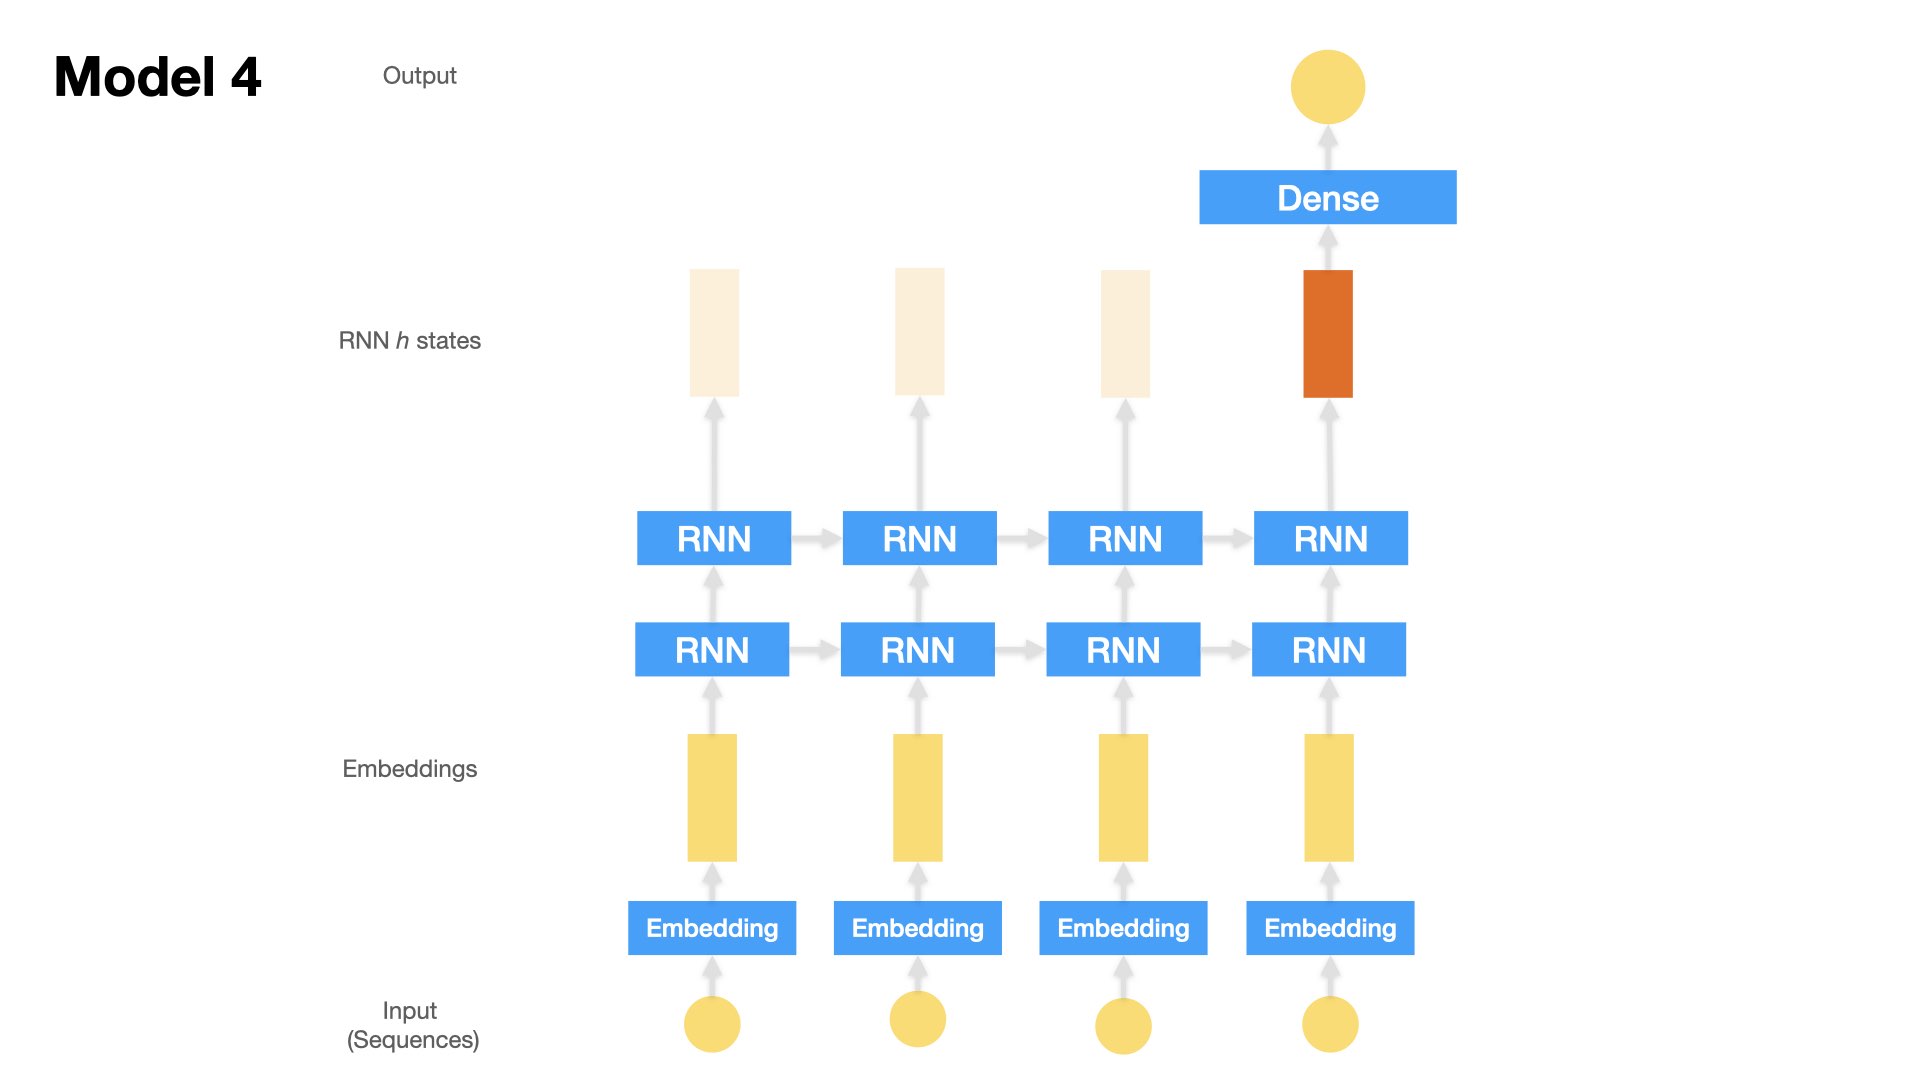 Model 4
Output
Dense
RNN h states
RNN RNN RNN RNN
RNN RNN RNN RNN
Embeddings
Embedding Embedding Embedding Embedding
Input
(Sequences)